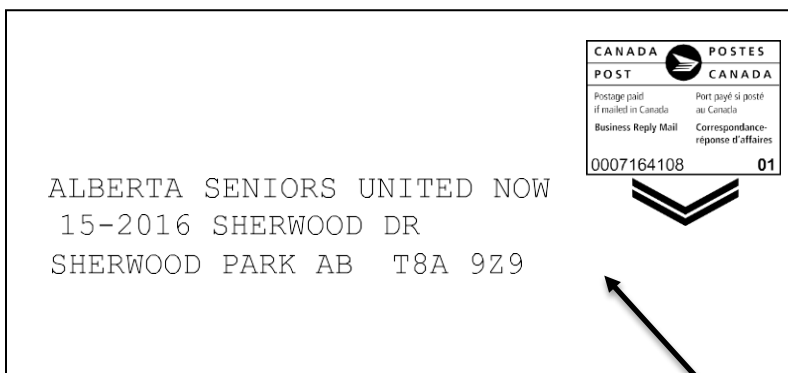 CANADA POSTES
POST CANADA
Postage paid
if mailed in Canada
Port payé si posté
au Canada
Business Reply Mail
Correspondance-
réponse d'affaires
0007164108 01
ALBERTA SENIORS UNITED NOW
15-2016 SHERWOOD DR
SHERWOOD PARK AB T8A 9Z9